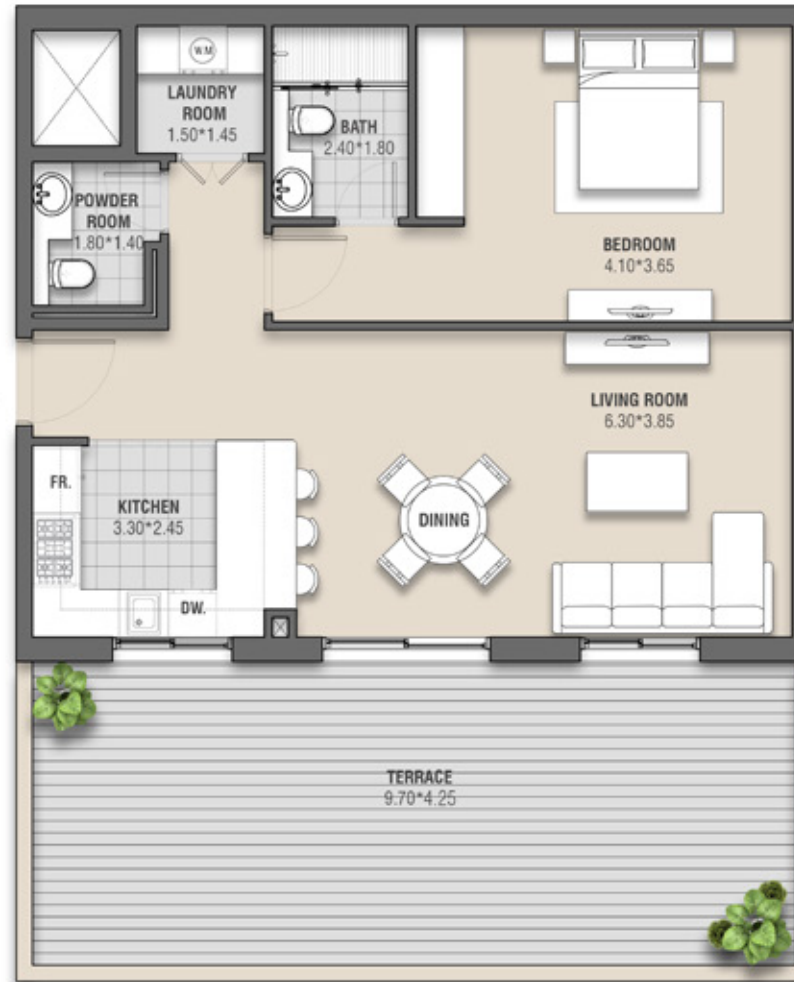 W.M
LAUNDRY
ROOM
1.50*1.45
BATH
2.40*1.80
POWDER
ROOM
1.80*1.40
BEDROOM
4.10*3.65
LIVING ROOM
6.30*3.85
FR.
KITCHEN
3.30*2.45
DINING
DW.
TERRACE
9.70*4.25